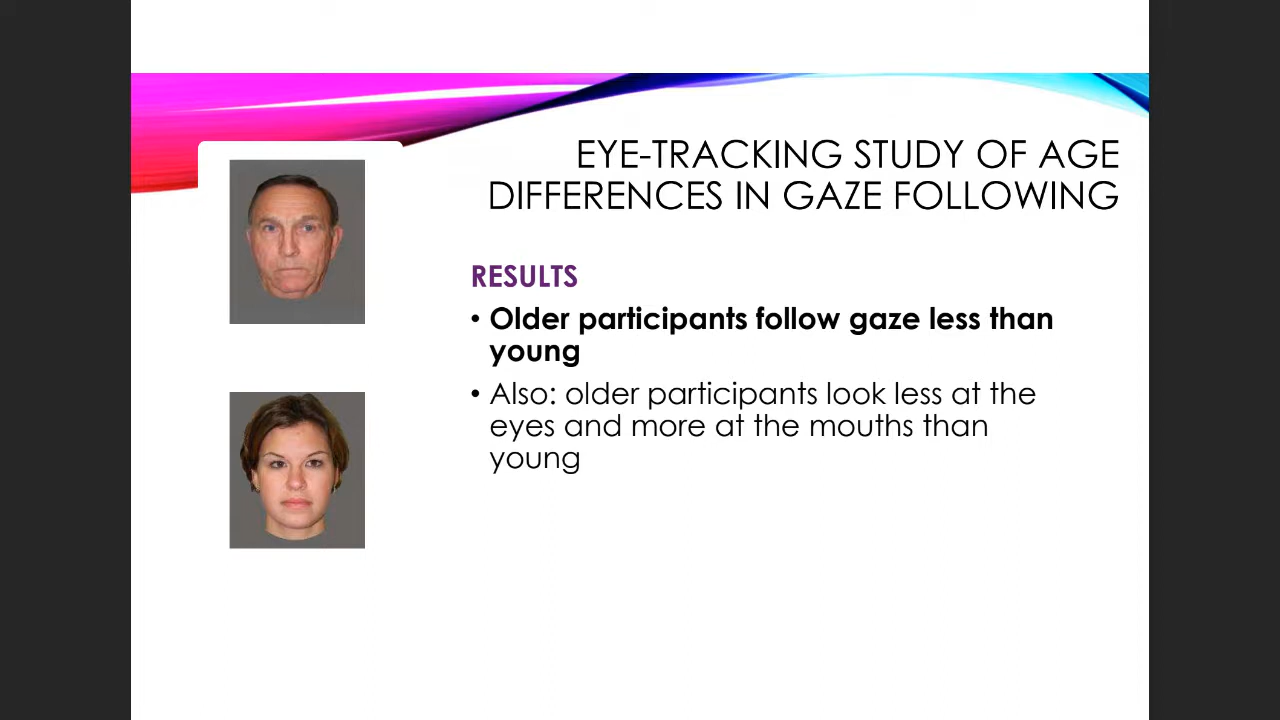 EYE-TRACKING STUDY OF AGE
DIFFERENCES IN GAZE FOLLOWING
RESULTS
• Older participants follow gaze less than
young
• Also: older participants look less at the
eyes and more at the mouths than
young